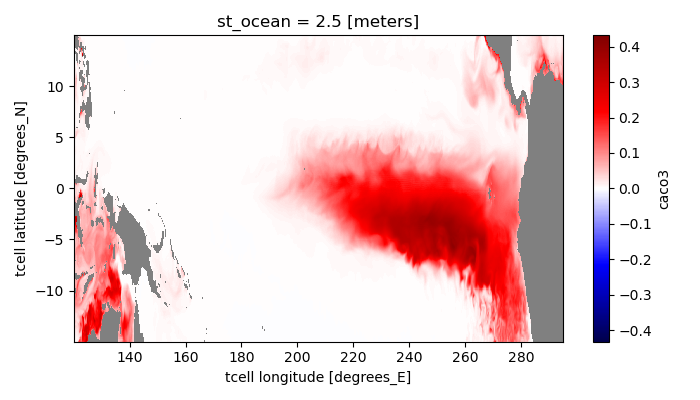 st_ocean = 2.5 [meters]
10
5
0
−5
−10
tcell latitude [degrees_N]
140 160 180 200 220 240 260 280
tcell longitude [degrees_E]
0.4
0.3
0.2
0.1
0.0
−0.1
−0.2
−0.3
−0.4
caco3